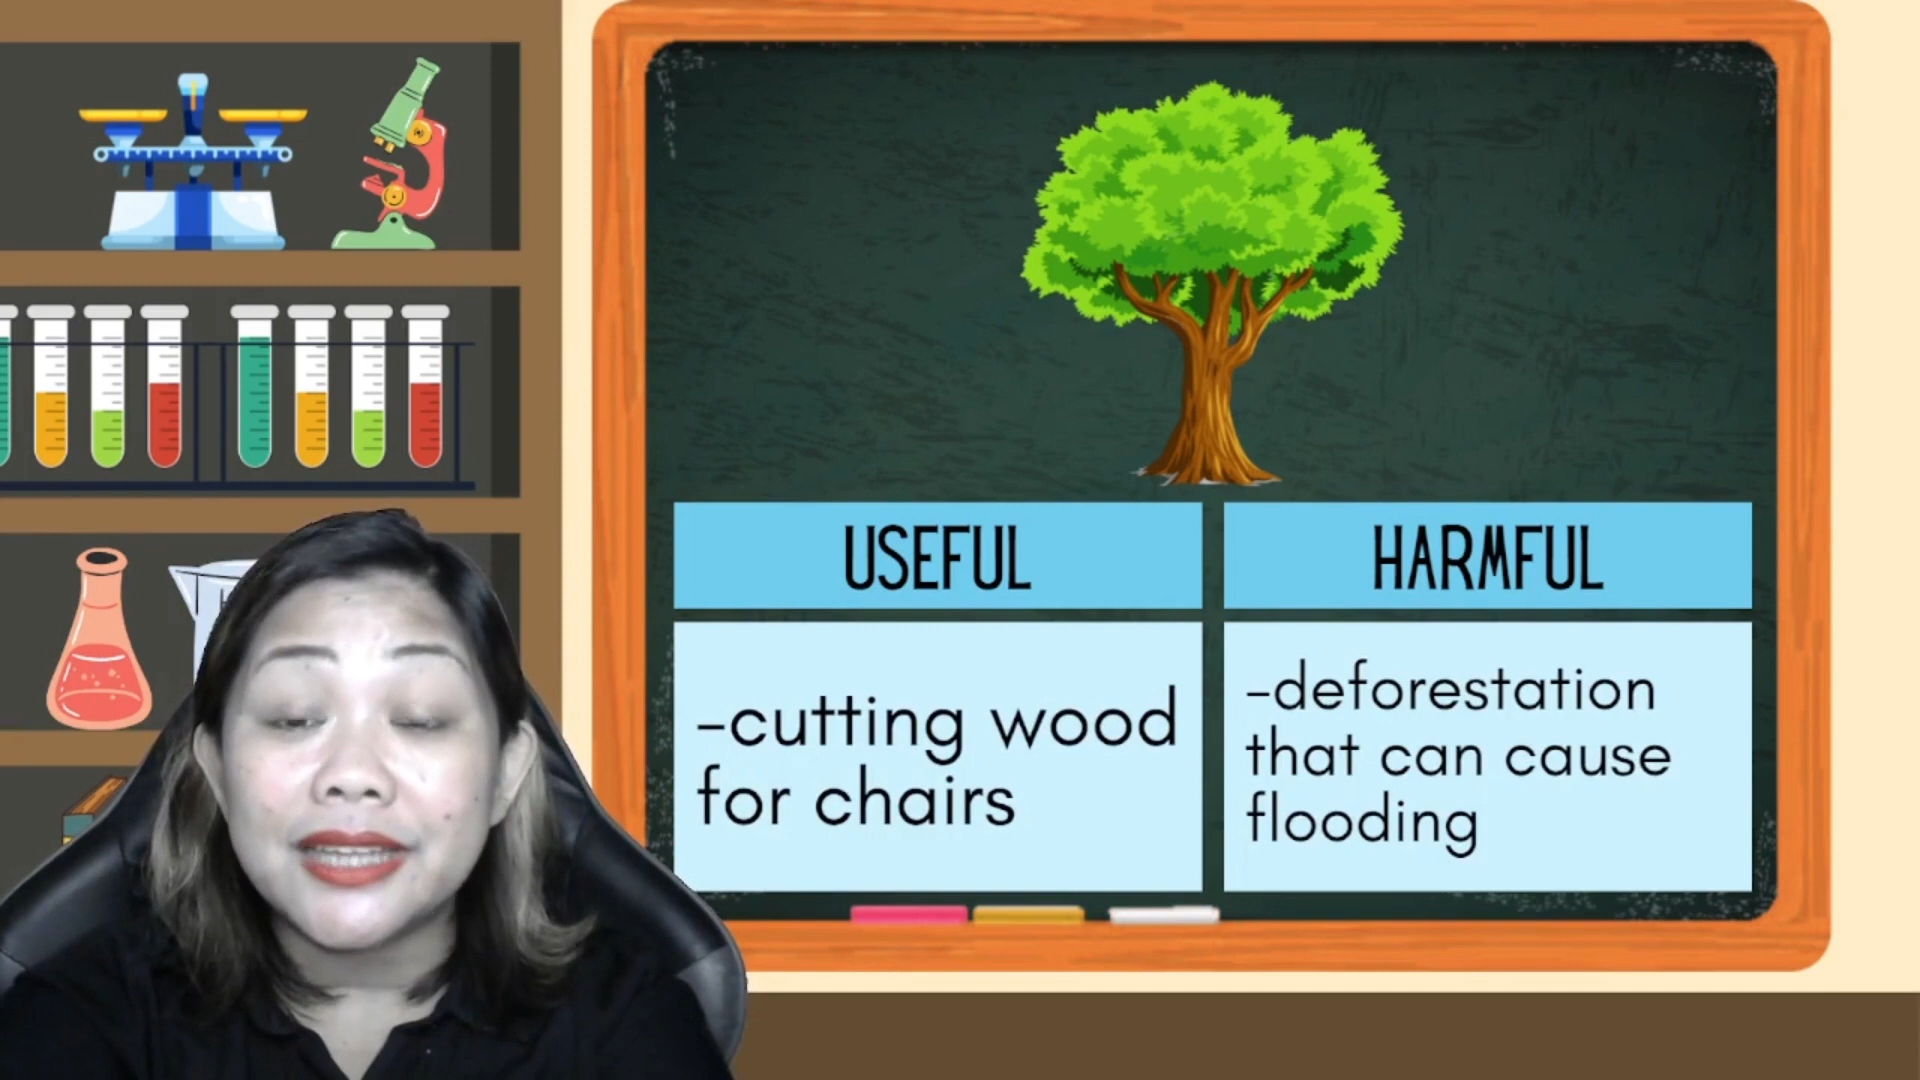 USEFUL
HARMFUL
-cutting wood
for chairs
-deforestation
that can cause
flooding